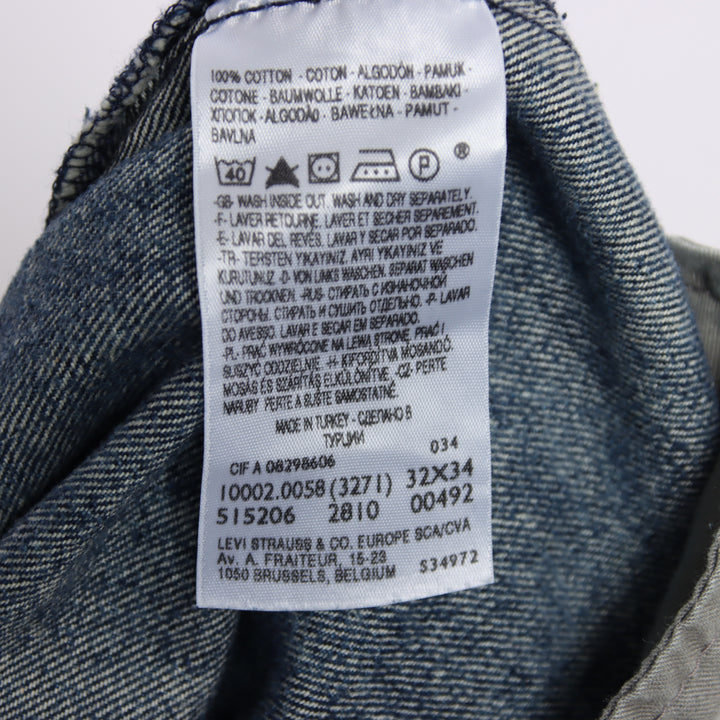 100% COTTON - COTON - ALGODÓN - PAMUK -
COTONE - BAUMWOLLE - KATOEN - BAMBAKI -
ХЛОПОК - ALGODÃO - BAWEŁNA - PAMUT -
BAVLNA
40 P ®
-GB- WASH INSIDE OUT. WASH AND DRY SEPARATELY.
-F- LAVER RETOURNE. LAVER ET SECHER SEPAREMENT.
-E- LAVAR DEL REVÉS. LAVAR Y SECAR POR SEPARADO.
-TR- TERSTEN YIKAYINIZ. AYRI YKAYINIZ VE
KURUTUNUZ -D- VON LINKS WASCHEN. SEPARAT WASCHEN
UND TROCKNEN. -RUS- СТИРАТЬ С ИЗНАНОЧНОЙ
СТОРОНЫ. СТИРАТЬ И СУШИТЬ ОТДЕЛЬНО. -P- LAVAR
DO AVESSO. LAVAR E SECAR EM SEPARADO.
-PL- PRAĆ WYWRÓCONE NA LEWĄ STRONĘ. PRAĆ I
SUSZYC ODDZIELNIE. -H- KIFORDÍTVA MOSANDÓ.
MOSÁS ÉS SZÁRÍTÁS ELKÜLÖNÍTVE -CZ- PERTE
NARUBY. PERTE A SUŠTE SAMOSTATNĚ.
MADE IN TURKEY - СДЕЛАНО В
ТУРЦИИ
034
CIF A 08298606
10002.0058 (3271) 32X34
515206 2810 00492
LEVI STRAUSS & CO. EUROPE SCA/CVA
Av. A. FRAITEUR, 15-23
1050 BRUSSELS, BELGIUM S34972